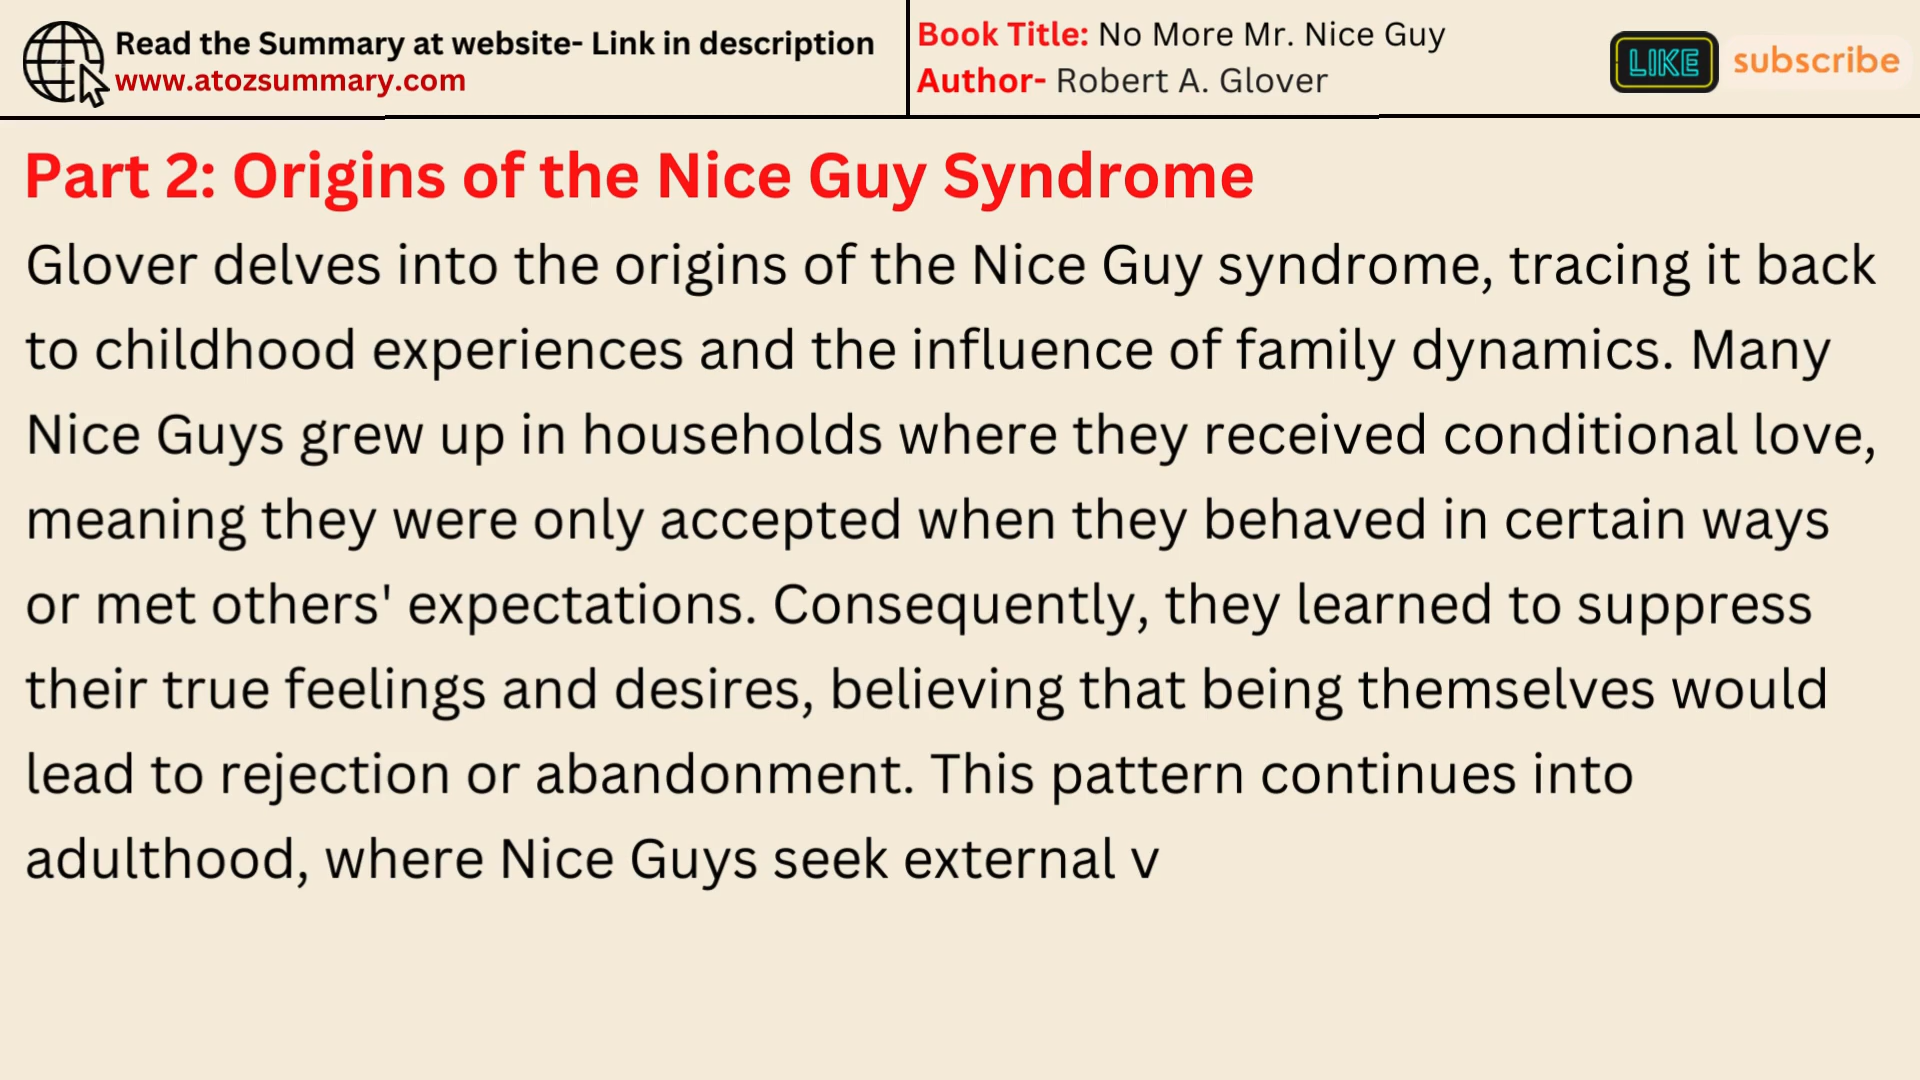 Read the Summary at website- Link in description
www.atozsummary.com
Book Title: No More Mr. Nice Guy
Author- Robert A. Glover
LIKE
subscribe
Part 2: Origins of the Nice Guy Syndrome
Glover delves into the origins of the Nice Guy syndrome, tracing it back
to childhood experiences and the influence of family dynamics. Many
Nice Guys grew up in households where they received conditional love,
meaning they were only accepted when they behaved in certain ways
or met others' expectations. Consequently, they learned to suppress
their true feelings and desires, believing that being themselves would
lead to rejection or abandonment. This pattern continues into
adulthood, where Nice Guys seek external v